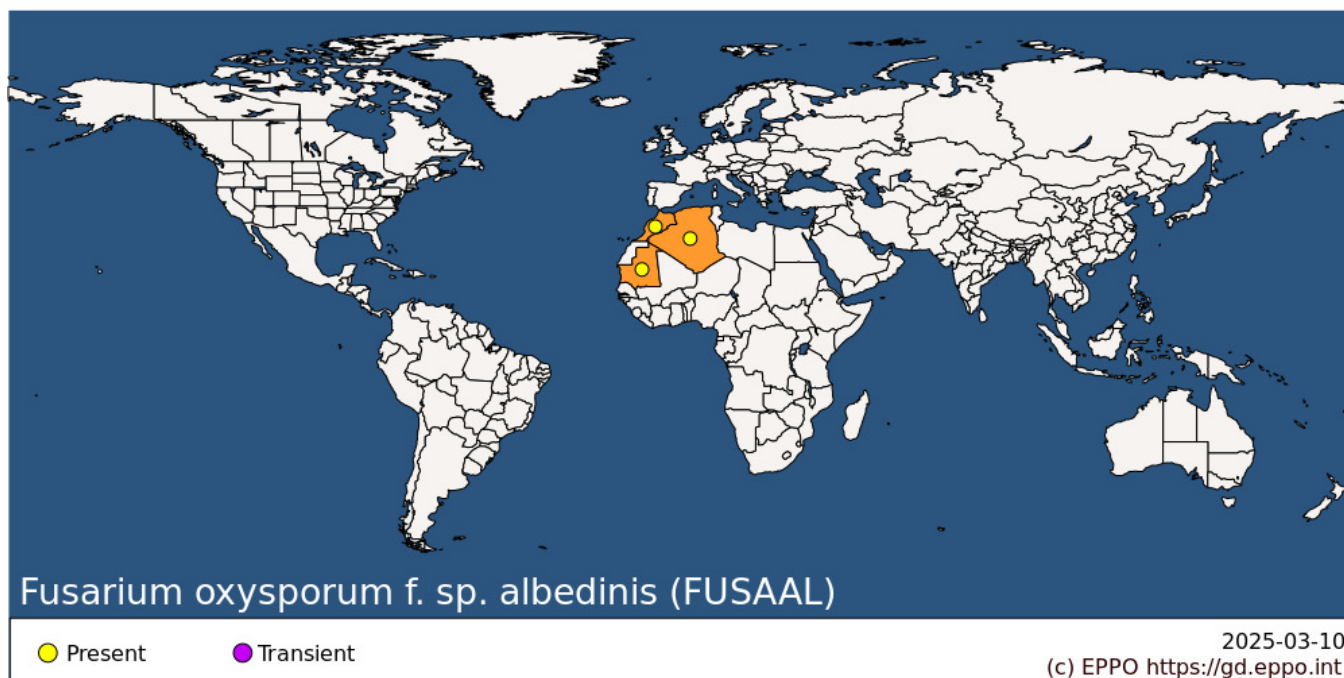 Fusarium oxysporum f. sp. albedinis (FUSAAL)
Present
Transient
2025-03-10
(c) EPPO https://gd.eppo.int